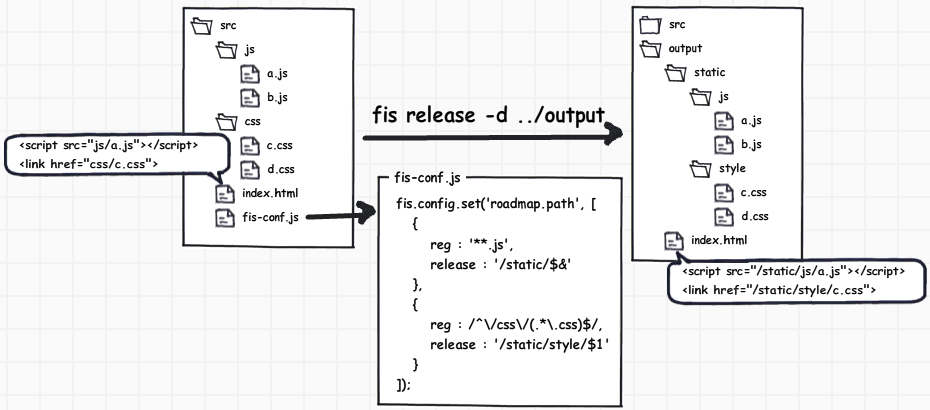 src
js
a.js
b.js
css
c.css
d.css
index.html
fis-conf.js
<script src="js/a.js"></script>
<link href="css/c.css">
fis release -d ../output
fis-conf.js
fis.config.set('roadmap.path', [
{
reg : '**.js',
release : '/static/$&'
},
{
reg : /^\/css\/(.*\.css)$/,
release : '/static/style/$1'
}
]);
src
output
static
js
a.js
b.js
style
c.css
d.css
index.html
<script src="/static/js/a.js"></script>
<link href="/static/style/c.css">